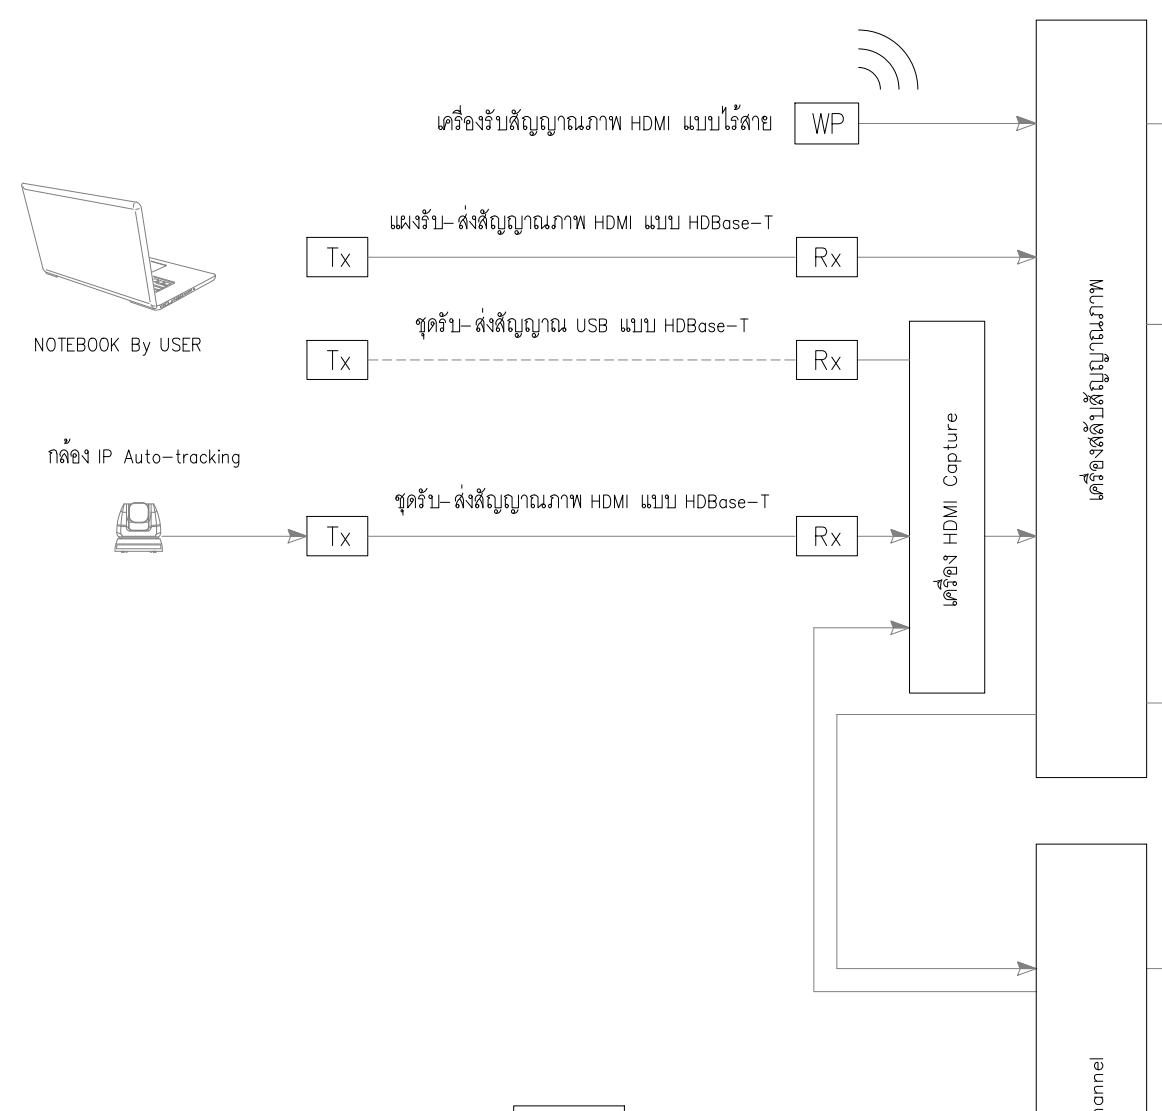 เครื่องรับสัญญาณภาพ HDMI แบบไร้สาย
WP
แผงรับ-ส่งสัญญาณภาพ HDMI แบบ HDBase-T
Tx
Rx
ชุดรับ-ส่งสัญญาณ USB แบบ HDBase-T
NOTEBOOK By USER
Tx
Rx
เครื่องสลับสัญญาณภาพ
กล้อง IP Auto-tracking
เครื่อง HDMI Capture
ชุดรับ-ส่งสัญญาณภาพ HDMI แบบ HDBase-T
Tx
Rx